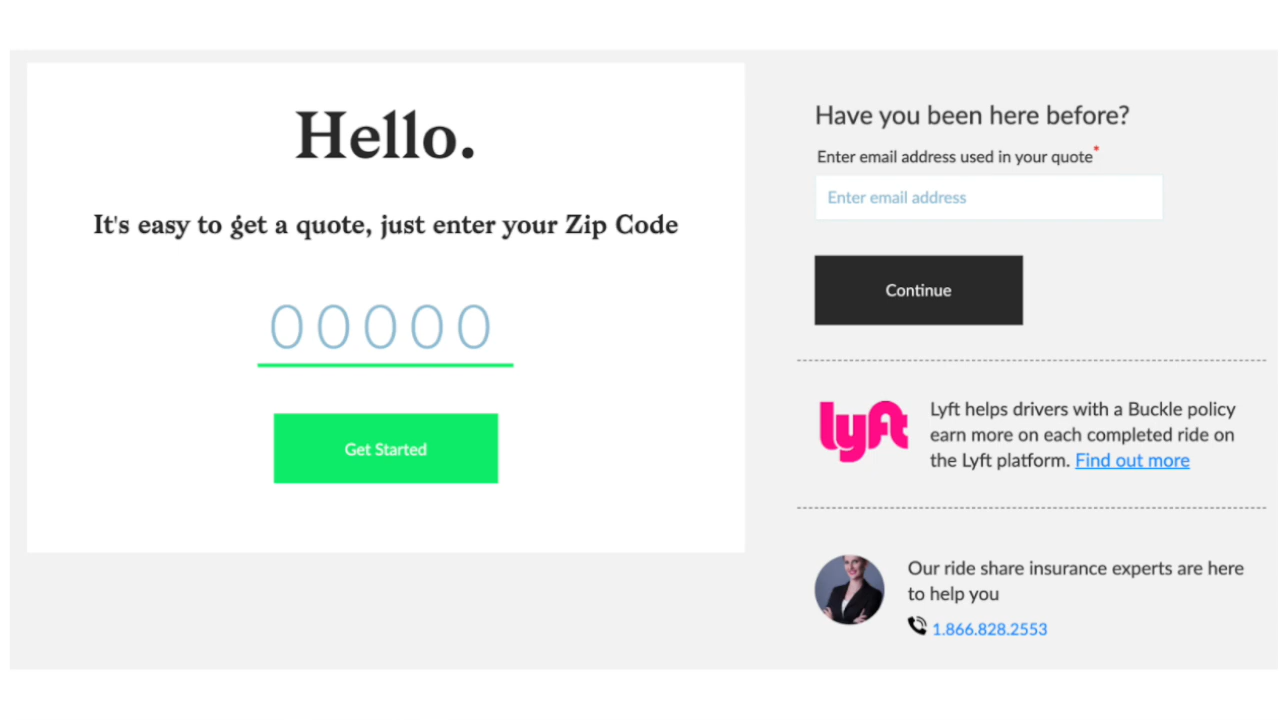 Hello.
It's easy to get a quote, just enter your Zip Code
00000
Get Started
Have you been here before?
Enter email address used in your quote*
Enter email address
Continue
lyft
Lyft helps drivers with a Buckle policy
earn more on each completed ride on
the Lyft platform. Find out more
Our ride share insurance experts are here
to help you
1.866.828.2553